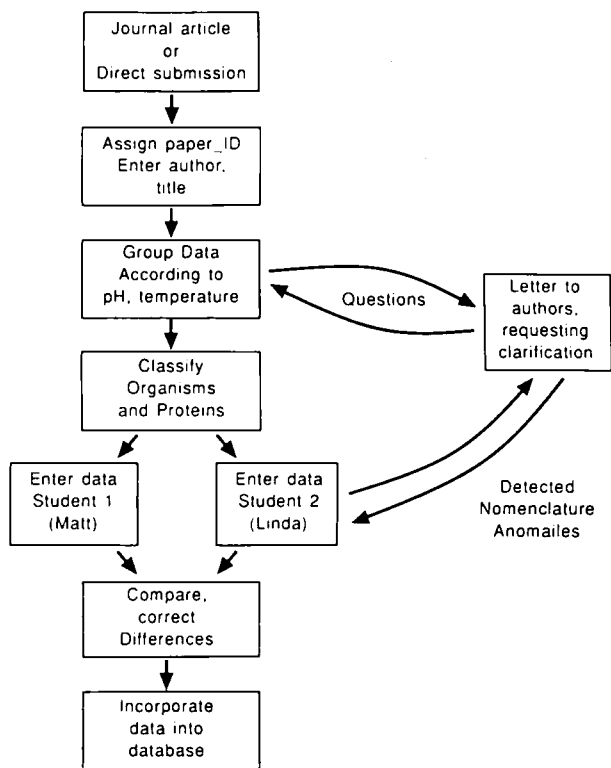 Journal article
or
Direct submission
Assign paper_ID
Enter author,
title
Group Data
According to
pH, temperature
Questions
Letter to
authors,
requesting
clarification
Classify
Organisms
and Proteins
Enter data
Student 1
(Matt)
Enter data
Student 2
(Linda)
Detected
Nomenclature
Anomailes
Compare,
correct
Differences
Incorporate
data into
database